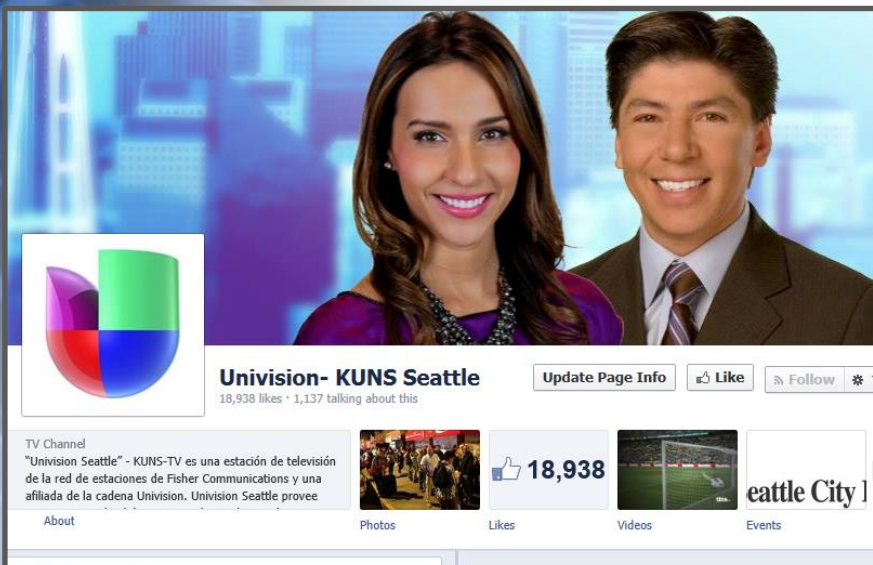 Univision- KUNS Seattle
18,938 likes · 1,137 talking about this
Update Page Info
Like
Follow
TV Channel
"Univision Seattle" - KUNS-TV es una estación de televisión
de la red de estaciones de Fisher Communications y una
afiliada de la cadena Univision. Univision Seattle provee
About
18,938
eattle City
Photos
Likes
Videos
Events